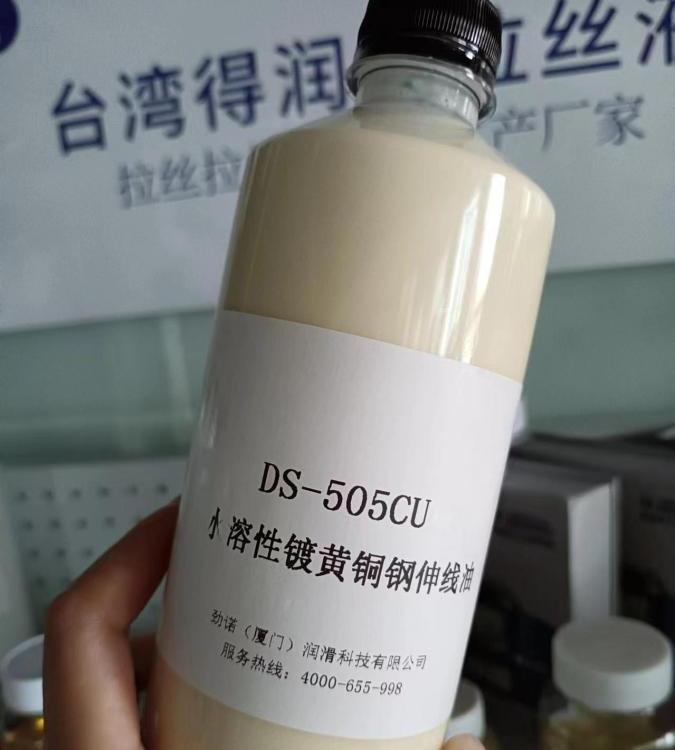 台湾得润 拉丝液
拉丝拉 产厂家
DS-505CU
水溶性镀黄铜钢伸线油
劲诺（厦门）润滑科技有限公司
服务热线：4000-655-998